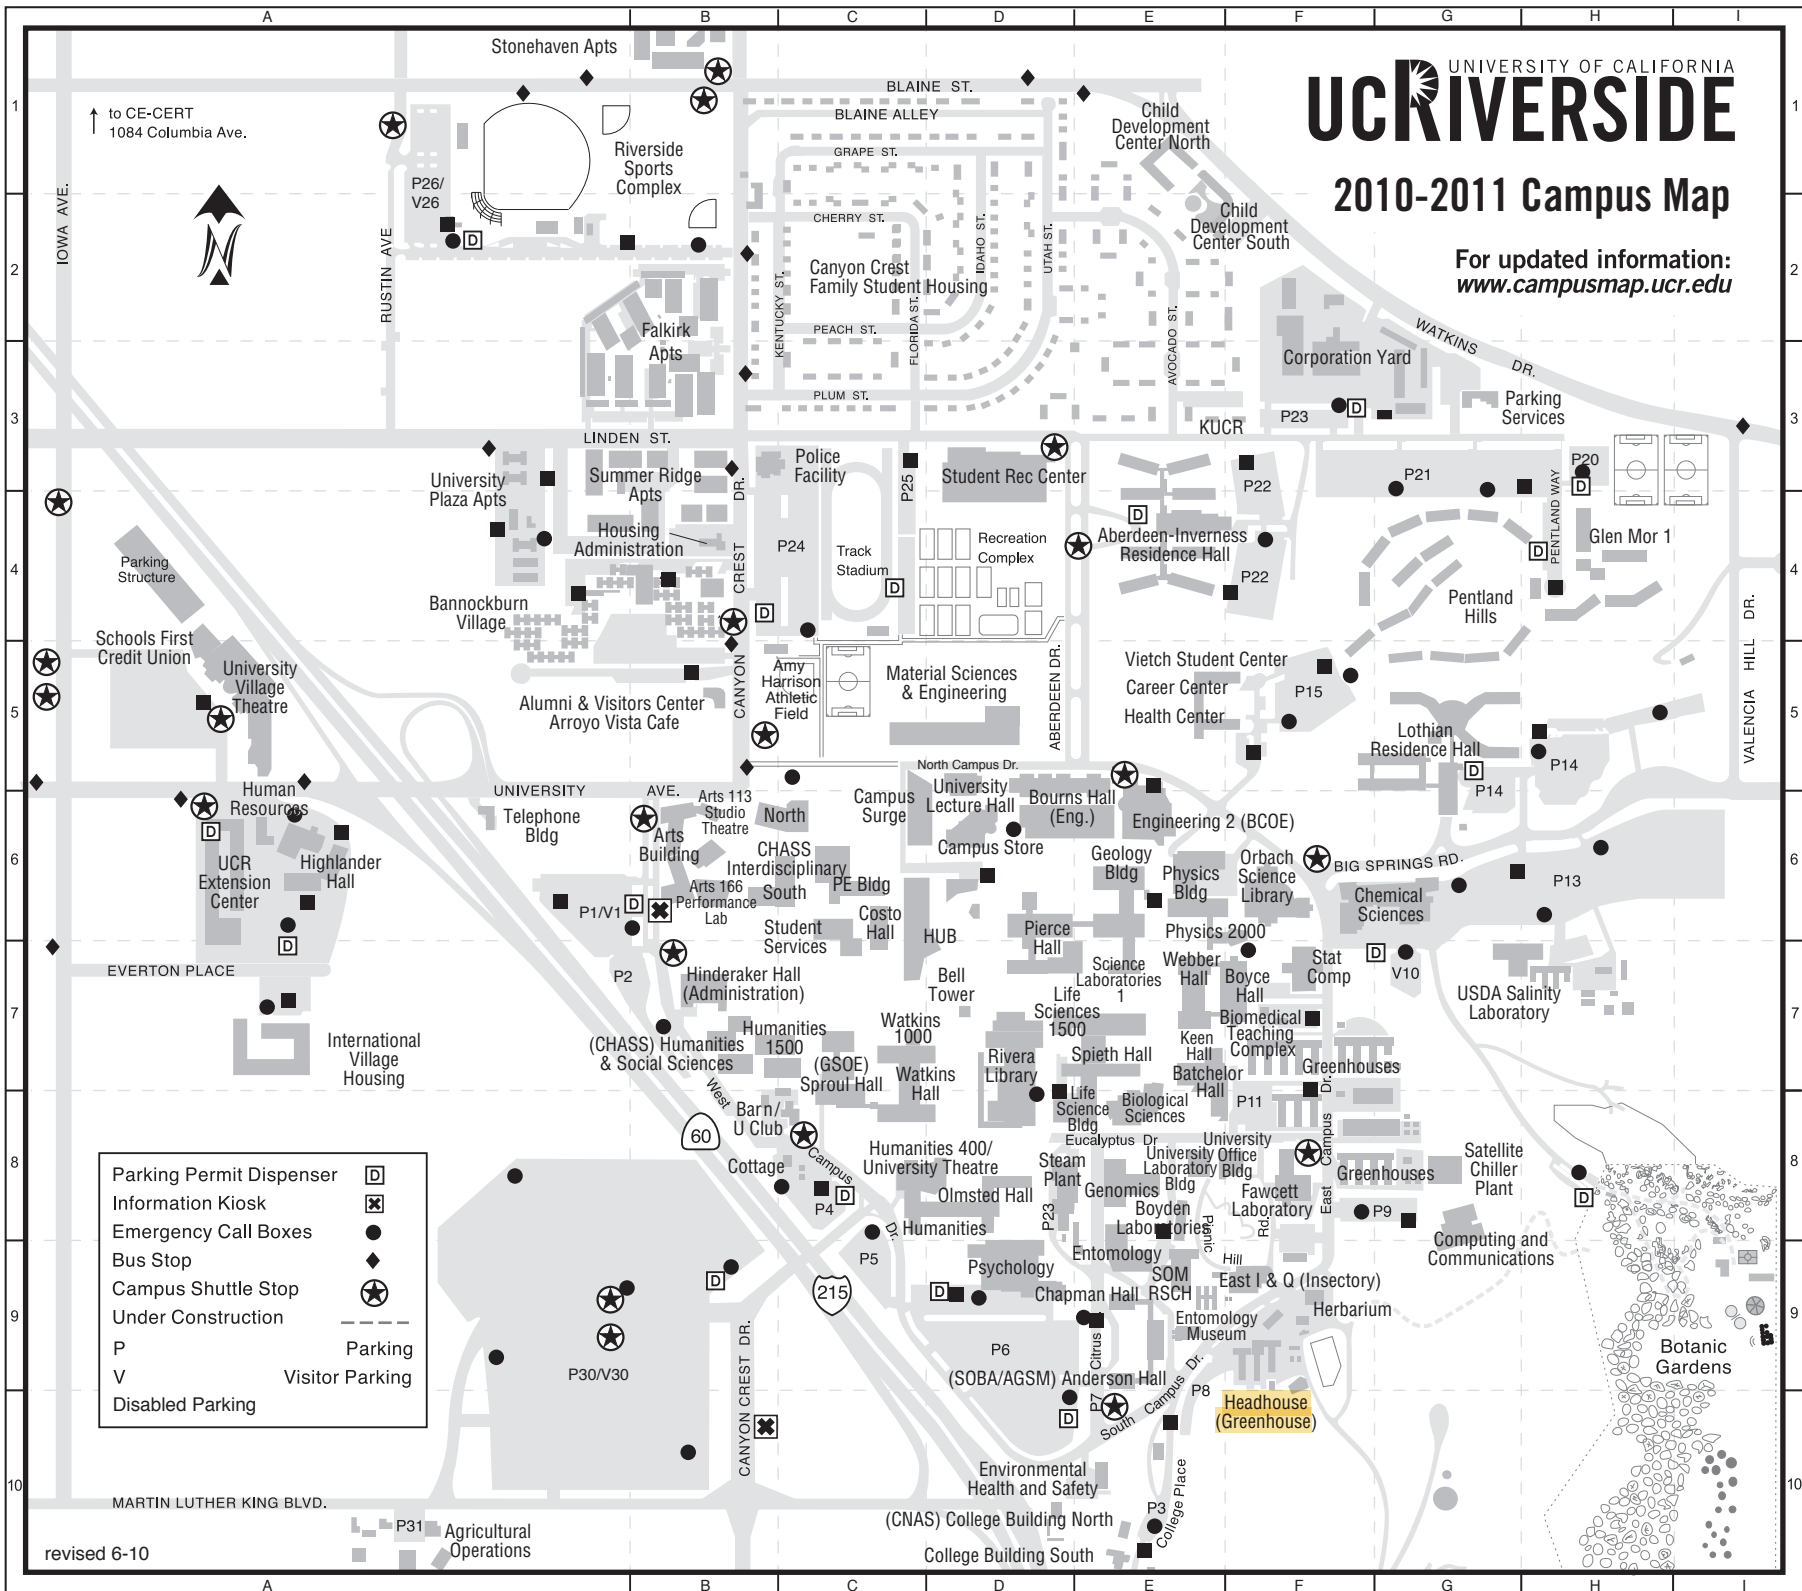 A B C D E F G H I
1
2
3
4
5
6
7
8
9
10
1
2
3
4
5
6
7
8
9
10
UNIVERSITY OF CALIFORNIA
UCRIVERSIDE
2010-2011 Campus Map
For updated information:
www.campusmap.ucr.edu
to CE-CERT
1084 Columbia Ave.
Stonehaven Apts
BLAINE ST.
BLAINE ALLEY
GRAPE ST.
CHERRY ST.
PEACH ST.
PLUM ST.
KENTUCKY ST.
FLORIDA ST.
IDAHO ST.
UTAH ST.
AVOCADO ST.
IOWA AVE.
RUSTIN AVE
P26/
V26
D
Riverside
Sports
Complex
Child
Development
Center North
Child
Development
Center South
Canyon Crest
Family Student Housing
Falkirk
Apts
Corporation Yard
WATKINS
DR.
P23
D
Parking
Services
KUCR
LINDEN ST.
University
Plaza Apts
Summer Ridge
Apts
Police
Facility
P25
Student Rec Center
P22
P21
P20
D
PENTLAND WAY
Parking
Structure
Housing
Administration
CANYON CREST DR.
P24
Track
Stadium
D
D
Recreation
Complex
D
Aberdeen-Inverness
Residence Hall
P22
Glen Mor 1
D
Pentland
Hills
Bannockburn
Village
VALENCIA HILL DR.
Schools First
Credit Union
University
Village
Theatre
Alumni & Visitors Center
Arroyo Vista Cafe
Amy
Harrison
Athletic
Field
Material Sciences
& Engineering
ABERDEEN DR.
Vietch Student Center
Career Center
Health Center
P15
Lothian
Residence Hall
D
P14
P14
North Campus Dr.
Human
Resources
UNIVERSITY AVE.
Telephone
Bldg
Arts
Building
Arts 113
Studio
Theatre
North
Campus
Surge
University
Lecture Hall
Bourns Hall
(Eng.)
Engineering 2 (BCOE)
D
UCR
Extension
Center
Highlander
Hall
CHASS
Interdisciplinary
South
PE Bldg
Campus Store
Geology
Bldg
Physics
Bldg
Orbach
Science
Library
BIG SPRINGS RD.
P13
Chemical
Sciences
P1/V1
D
Arts 166
Performance
Lab
Student
Services
Costo
Hall
HUB
Pierce
Hall
Physics 2000
D
EVERTON PLACE
P2
Hinderaker Hall
(Administration)
Bell
Tower
Science
Laboratories
1
Webber
Hall
Boyce
Hall
Stat
Comp
D
V10
USDA Salinity
Laboratory
International
Village
Housing
(CHASS) Humanities
& Social Sciences
Humanities
1500
(GSOE)
Sproul Hall
Watkins
1000
Watkins
Hall
Rivera
Library
Life
Sciences
1500
Spieth Hall
Keen
Hall
Batchelor
Hall
Biomedical
Teaching
Complex
Greenhouses
West Campus Dr.
Barn/
U Club
60
Cottage
Life
Science
Bldg
Biological
Sciences
P11
Eucalyptus Dr
Humanities 400/
University Theatre
Olmsted Hall
Humanities
Steam
Plant
University
Laboratory
Bldg
University
Office
Bldg
Genomics
Boyden
Laboratories
Fawcett
Laboratory
East Campus Dr.
Greenhouses
Satellite
Chiller
Plant
D
P4
D
P5
P23
Picnic Hill Rd.
P9
Computing and
Communications
Parking Permit Dispenser D
Information Kiosk
Emergency Call Boxes
Bus Stop
Campus Shuttle Stop
Under Construction
P Parking
V Visitor Parking
Disabled Parking
D
P30/V30
215
CANYON CREST DR.
D
Psychology
Entomology
Chapman Hall
SOM
RSCH
East I & Q (Insectory)
Herbarium
Entomology
Museum
P6
(SOBA/AGSM) Anderson Hall
Citrus
P7
D
South Campus Dr.
P8
Headhouse
(Greenhouse)
Botanic
Gardens
Environmental
Health and Safety
(CNAS) College Building North
College Building South
P3
College Place
MARTIN LUTHER KING BLVD.
P31
Agricultural
Operations
revised 6-10
A B C D E F G H I